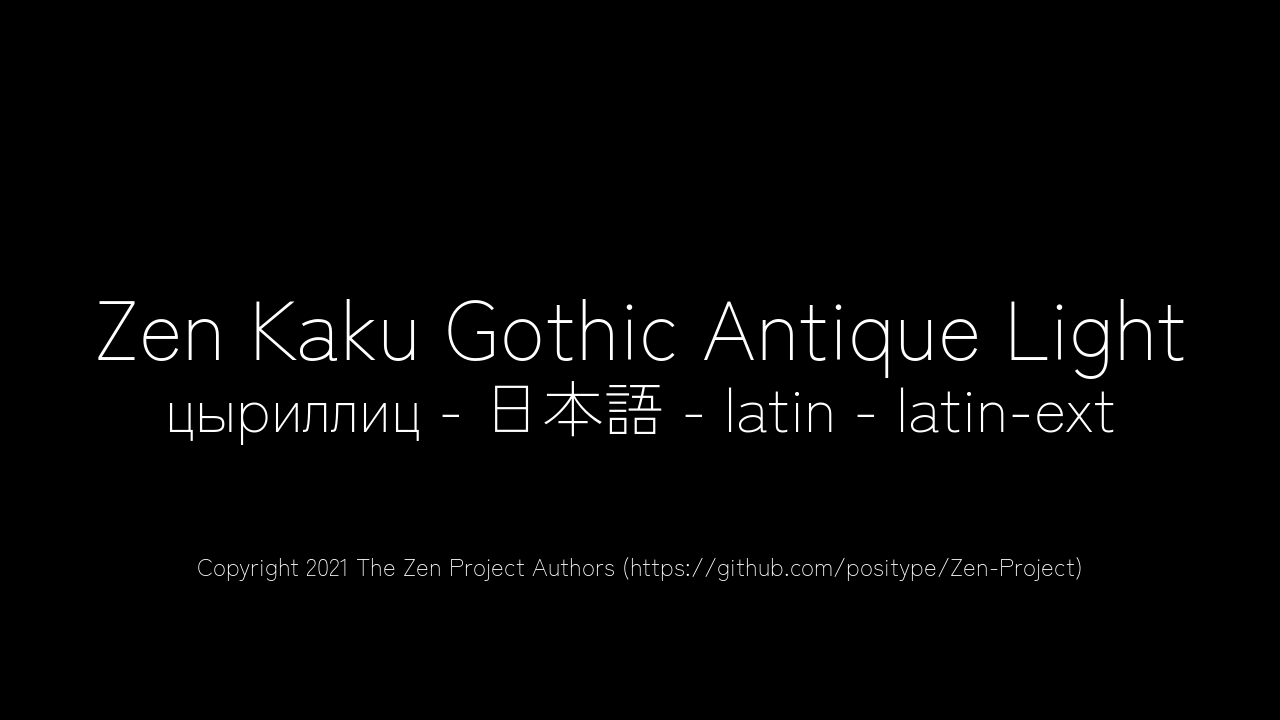 Zen Kaku Gothic Antique Light
цыриллиц - 日本語 - latin - latin-ext
Copyright 2021 The Zen Project Authors (https://github.com/positype/Zen-Project)